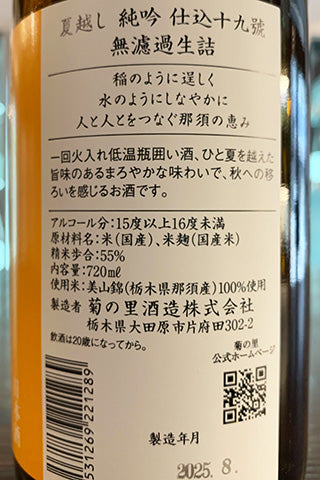 夏越し 純吟 仕込十九號
無濾過生詰
稲のように逞しく
水のようにしなやかに
人と人とをつなぐ那須の恵み
一回火入れ低温瓶囲い酒、ひと夏を越えた
旨味のあるまろやかな味わいで、秋への移
ろいを感じるお酒です。
アルコール分:15度以上16度未満
原材料名:米(国産)、米麹(国産米)
精米歩合:55%
内容量:720mℓ
使用米:美山錦(栃木県那須産)100%使用
製造者 菊の里酒造株式会社
栃木県大田原市片府田302-2
飲酒は20歳になってから。
菊の里
公式ホームページ
531269221289
製造年月
2025. 8.
日本酒